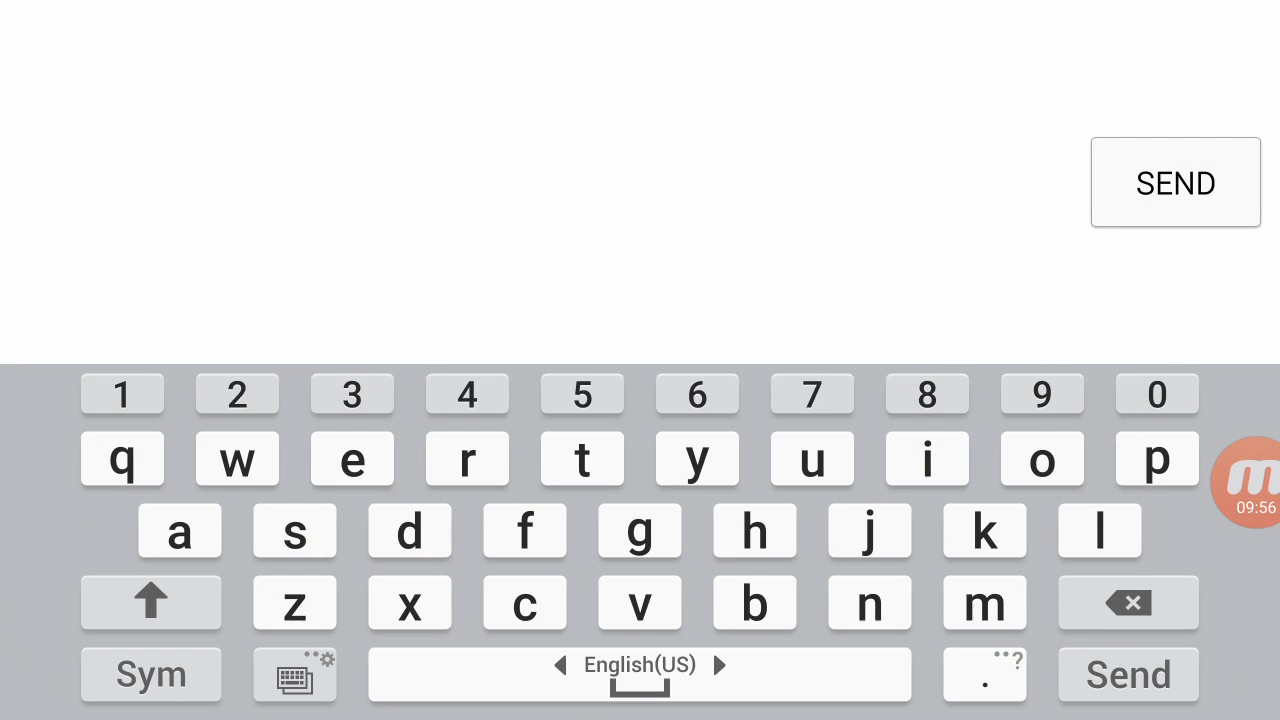 SEND
1 2 3 4 5 6 7 8 9 0
q w e r t y u i o p
m
09:56
a s d f g h j k l
z x c v b n m
Sym
English(US)
. ?
Send